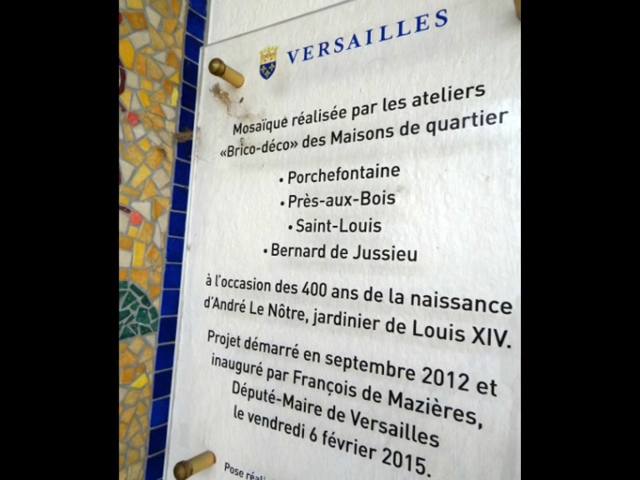 VERSAILLES
Mosaïque réalisée par les ateliers
«Brico-déco» des Maisons de quartier
• Porchefontaine
• Près-aux-Bois
• Saint-Louis
• Bernard de Jussieu
à l'occasion des 400 ans de la naissance
d'André Le Nôtre, jardinier de Louis XIV.
Projet démarré en septembre 2012 et
inauguré par François de Mazières,
Député-Maire de Versailles
le vendredi 6 février 2015.
Pose